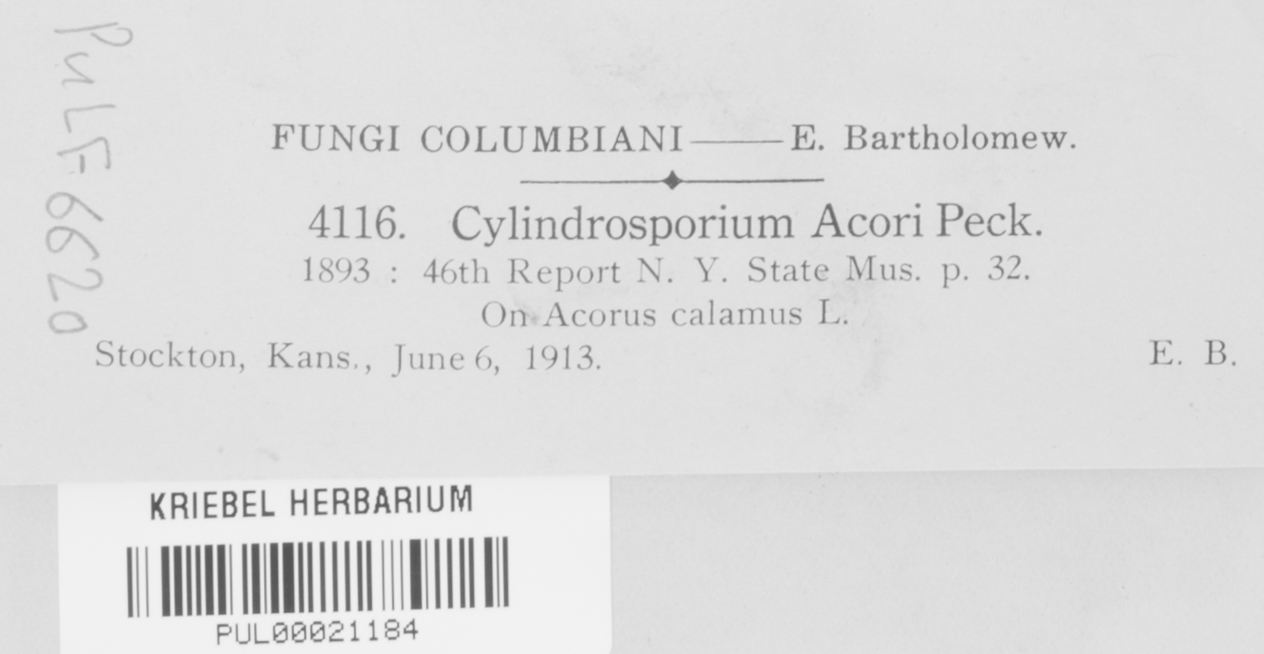 PULF 6620
FUNGI COLUMBIANI——E. Bartholomew.
4116. Cylindrosporium Acori Peck.
1893 : 46th Report N. Y. State Mus. p. 32.
On Acorus calamus L.
Stockton, Kans., June 6, 1913. E. B.
KRIEBEL HERBARIUM
PUL00021184